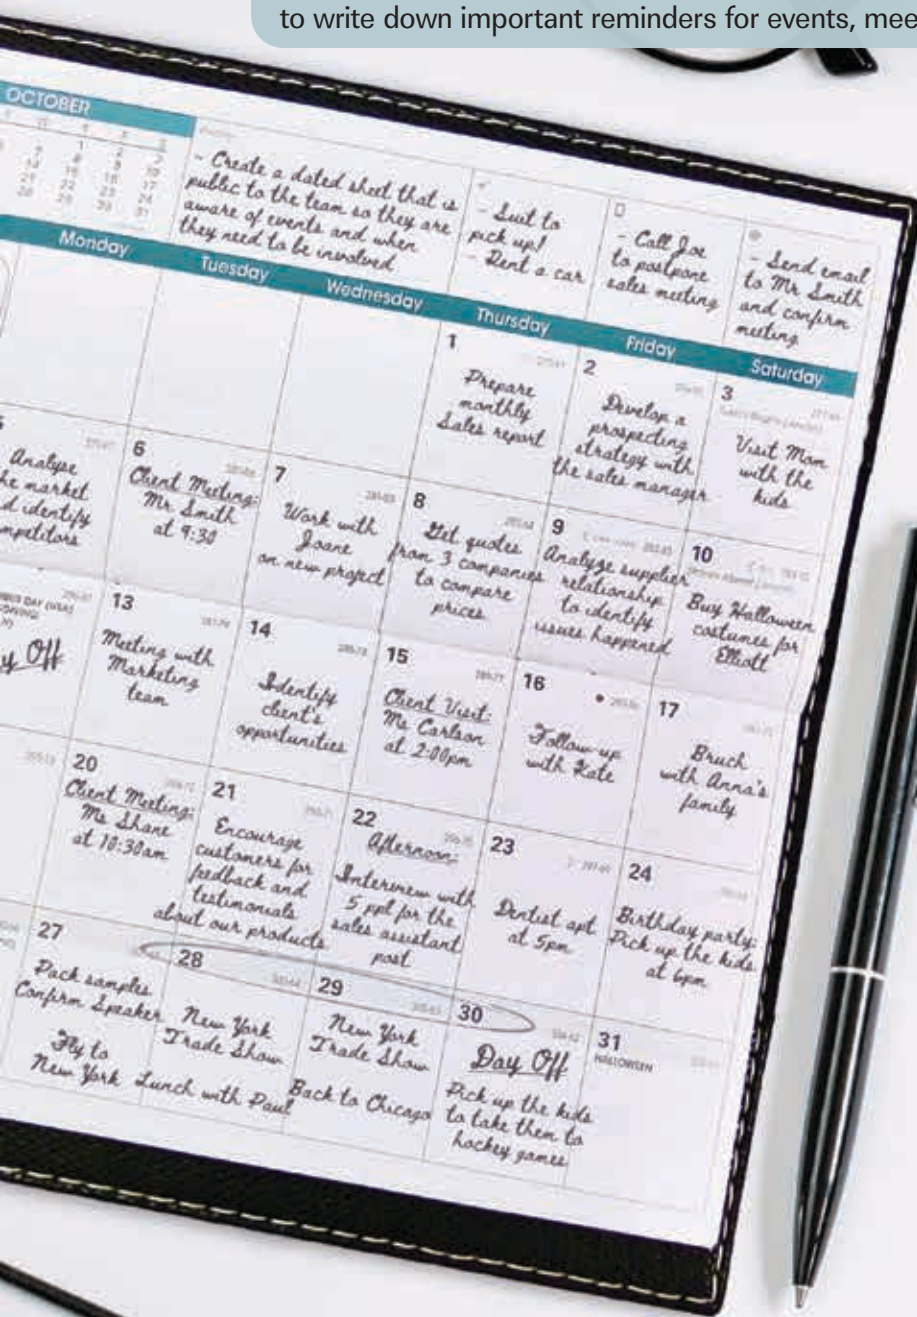 to write down important reminders for events, mee
OCTOBER
- Create a dated sheet that is
public to the team so they are
aware of events and when
they need to be involved
- Suit to
pick up!
- Rent a car
- Call Joe
to postpone
sales meeting
- Send email
to Mr Smith
and confirm
meeting
Monday
Tuesday
Wednesday
Thursday
Friday
Saturday
1
Prepare
monthly
Sales report
2
Develop a
prospecting
strategy with
the sales manager
3
Visit Mom
with the
kids
5
Analyse
he market
d identify
mpetitors
6
Client Meeting:
Mr Smith
at 9:30
7
Work with
Joane
on new project
8
Get quotes
from 3 companies
to compare
prices
9
Analyze supplier
relationship
to identify
issues happened
10
Buy Halloween
costumes for
Elliott
BUS DAY (USA)
y Off
13
Meeting with
Marketing
team
14
Identify
client's
opportunities
15
Client Visit:
Ms Carlson
at 2:00pm
16
Follow-up
with Kate
17
Bruch
with Anna's
family
20
Client Meeting:
Ms Shane
at 10:30am
21
Encourage
customers for
fedback and
testimonials
about our products
22
Afternoon:
Interview with
5 ppl for the
sales assistant
post
23
Dentist apt
at 5pm
24
Birthday party:
Pick up the kids
at 6pm
27
Pack samples
Confirm Speaker
Fly to
New York
28
New York
Trade Show
Lunch with Paul
29
New York
Trade Show
Back to Chicago
30
Day Off
Pick up the kids
to take them to
hockey games
31
HALLOWEEN